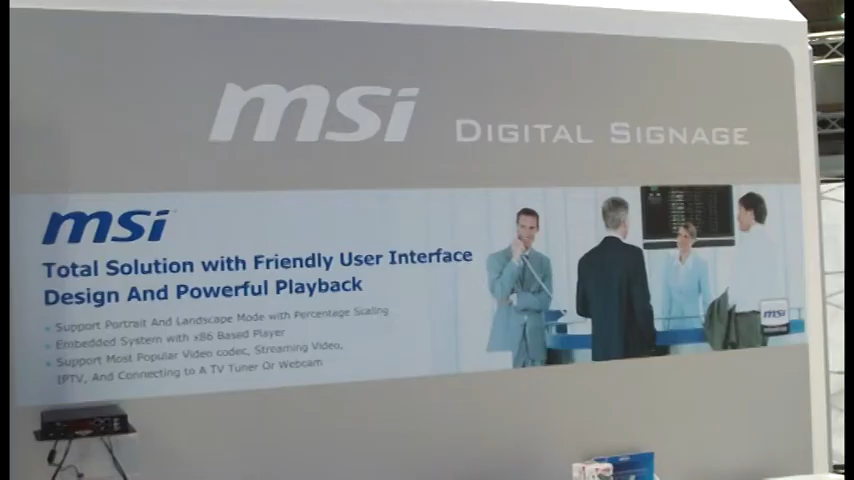 msi DIGITAL SIGNAGE
msi
Total Solution with Friendly User Interface
Design And Powerful Playback
Support Portrait And Landscape Mode with Percentage Scaling
Embedded System with x86 Based Player
Support Most Popular Video codec, Streaming Video,
IPTV, And Connecting to A TV Tuner Or Webcam
msi